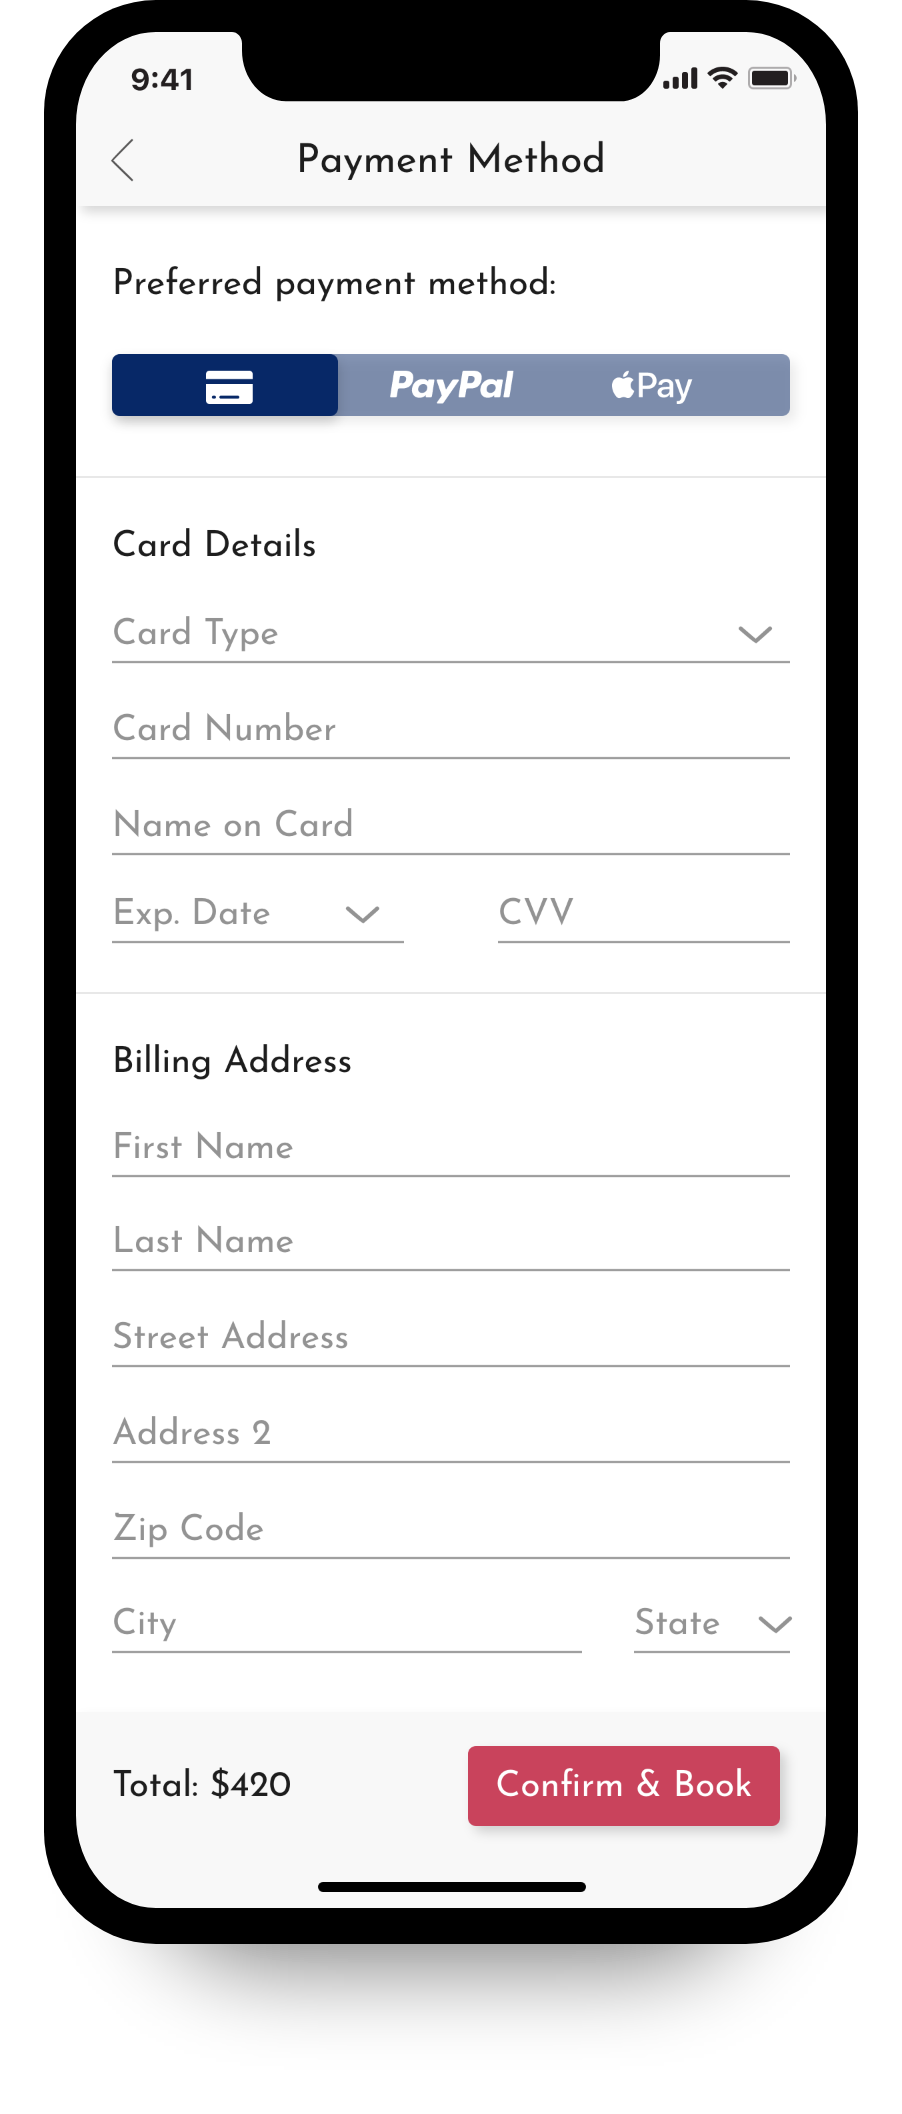 9:41
Payment Method
Preferred payment method:
PayPal Pay
Card Details
Card Type
Card Number
Name on Card
Exp. Date CVV
Billing Address
First Name
Last Name
Street Address
Address 2
Zip Code
City State
Total: $420 Confirm & Book